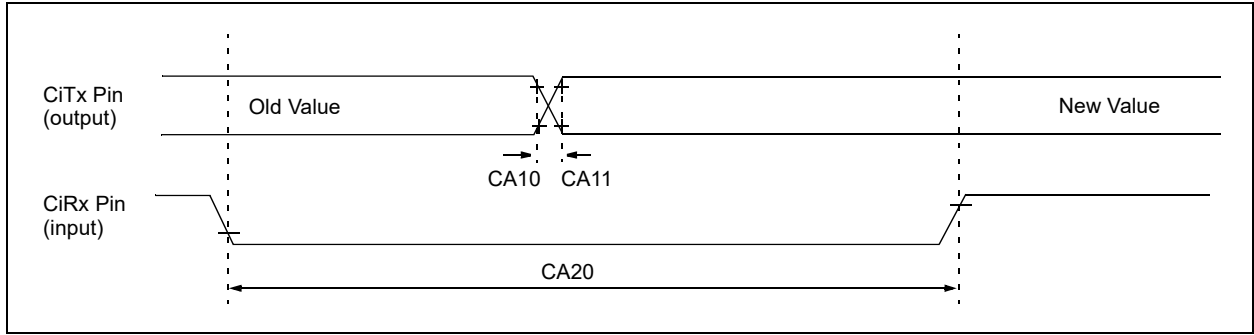 CiTx Pin
(output)
Old Value
New Value
CA10 CA11
CiRx Pin
(input)
CA20